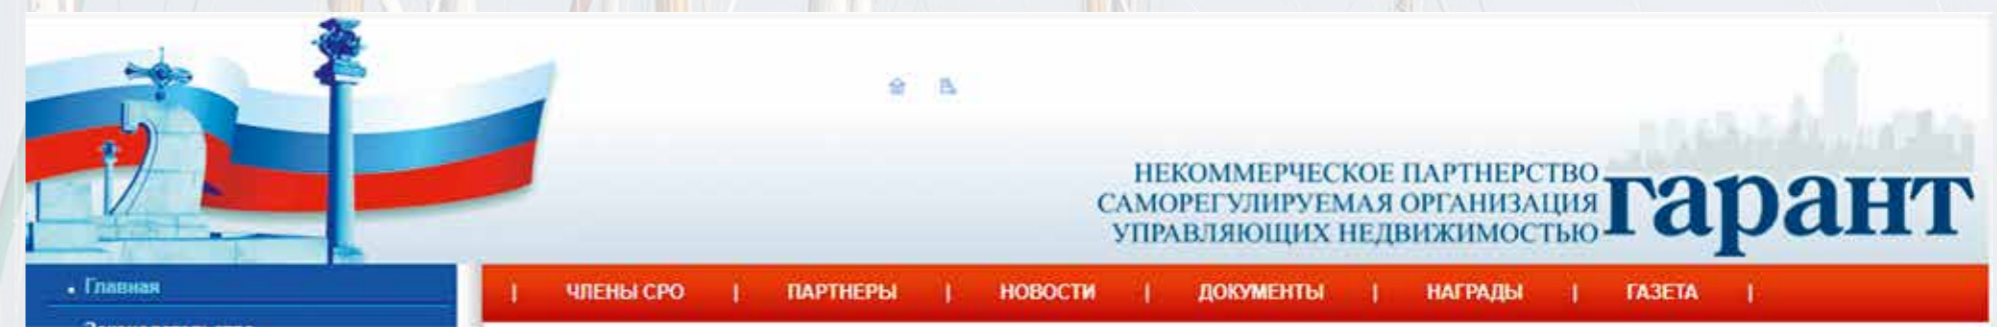 НЕКОММЕРЧЕСКОЕ ПАРТНЕРСТВО
САМОРЕГУЛИРУЕМАЯ ОРГАНИЗАЦИЯ
УПРАВЛЯЮЩИХ НЕДВИЖИМОСТЬЮ
гарант
Главная
| ЧЛЕНЫ СРО | ПАРТНЕРЫ | НОВОСТИ | ДОКУМЕНТЫ | НАГРАДЫ | ГАЗЕТА |